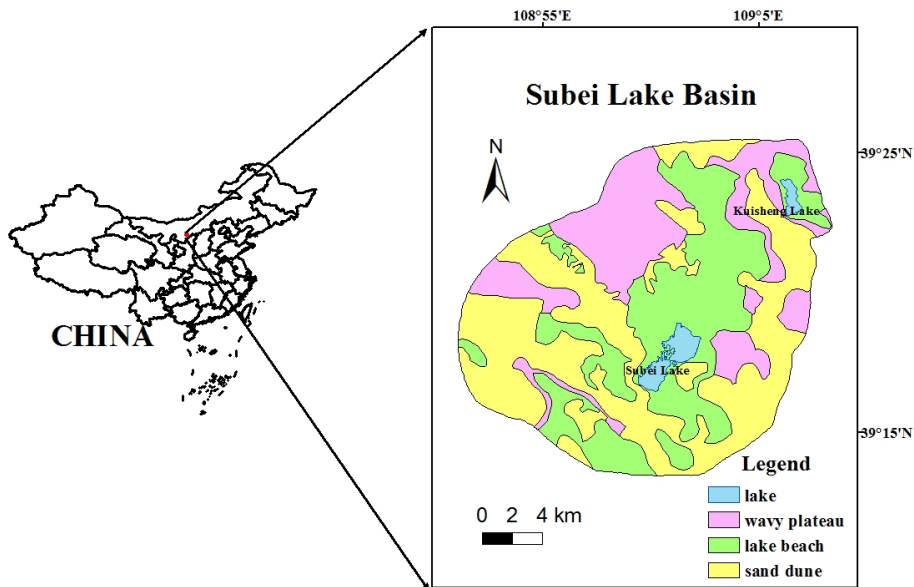 108°55'E
109°5'E
Subei Lake Basin
N
39°25'N
Kuisheng Lake
CHINA
Subei Lake
39°15'N
Legend
lake
wavy plateau
lake beach
sand dune
0 2 4 km